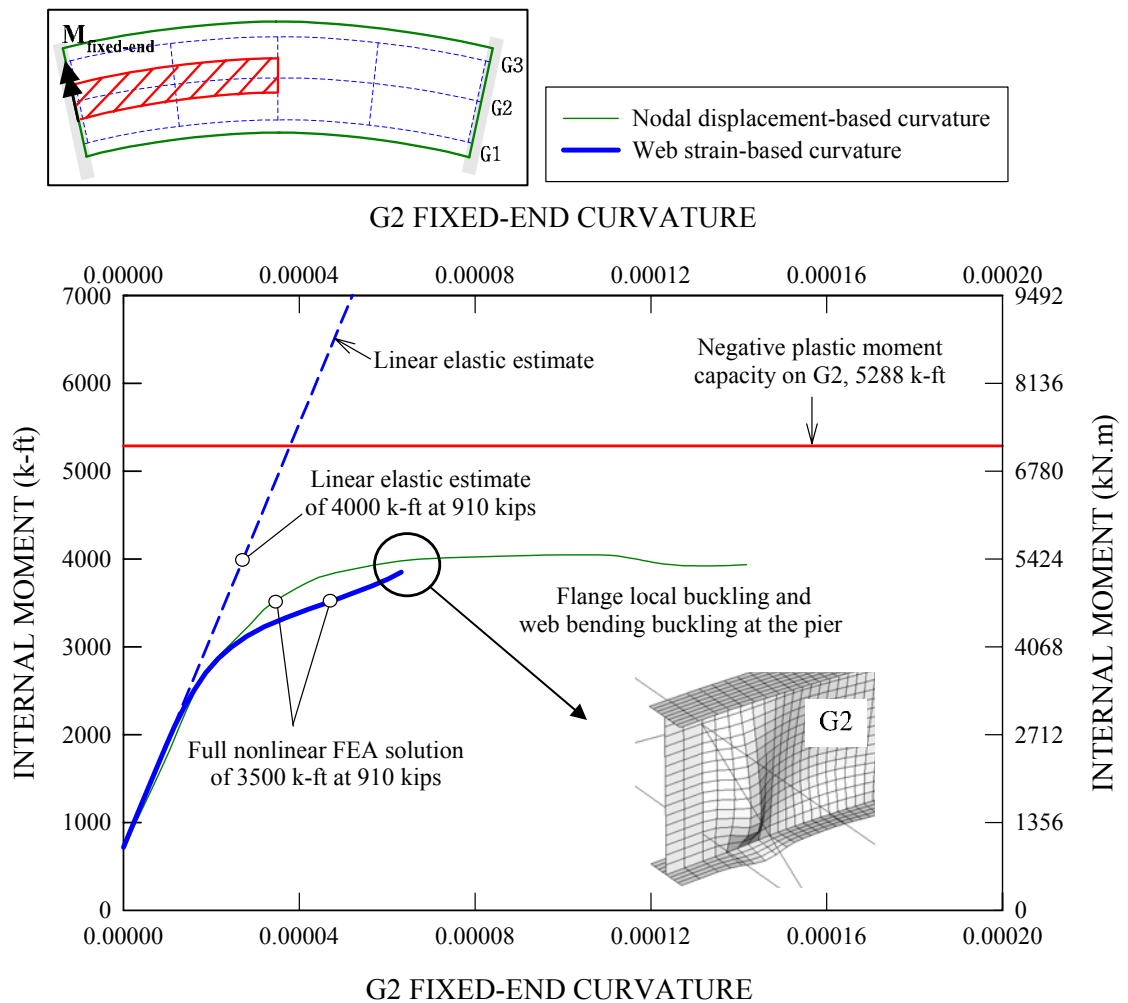 M
fixed-end
G3
G2
G1
Nodal displacement-based curvature
Web strain-based curvature
G2 FIXED-END CURVATURE
0.00000 0.00004 0.00008 0.00012 0.00016 0.00020
7000
6000
5000
4000
3000
2000
1000
0
INTERNAL MOMENT (k-ft)
9492
8136
6780
5424
4068
2712
1356
0
INTERNAL MOMENT (kN.m)
Linear elastic estimate
Negative plastic moment
capacity on G2, 5288 k-ft
Linear elastic estimate
of 4000 k-ft at 910 kips
Flange local buckling and
web bending buckling at the pier
G2
Full nonlinear FEA solution
of 3500 k-ft at 910 kips
0.00000 0.00004 0.00008 0.00012 0.00016 0.00020
G2 FIXED-END CURVATURE